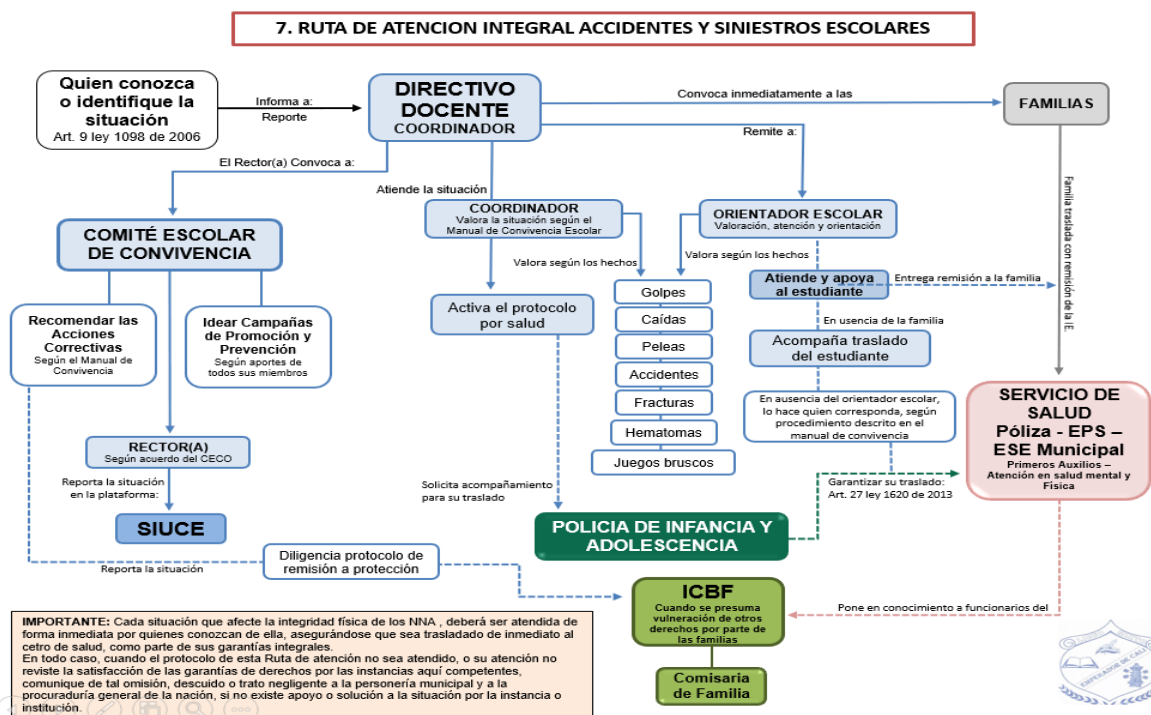 7. RUTA DE ATENCION INTEGRAL ACCIDENTES Y SINIESTROS ESCOLARES
Quien conozca
o identifique la
situación
Art. 9 ley 1098 de 2006
Informa a:
Reporte
DIRECTIVO
DOCENTE
COORDINADOR
Convoca inmediatamente a las
FAMILIAS
Remite a:
El Rector(a) Convoca a:
Atiende la situación
COMITÉ ESCOLAR
DE CONVIVENCIA
COORDINADOR
Valora la situación según el
Manual de Convivencia Escolar
ORIENTADOR ESCOLAR
Valoración, atención y orientación
Familia traslada con remisión de la IE.
Valora según los hechos
Valora según los hechos
Atiende y apoya
al estudiante
Entrega remisión a la familia
Recomendar las
Acciones
Correctivas
Según el Manual de
Convivencia
Idear Campañas
de Promoción y
Prevención
Según aportes de
todos sus miembros
Activa el protocolo
por salud
Golpes
Caídas
Peleas
Accidentes
Fracturas
Hematomas
Juegos bruscos
En usencia de la familia
Acompaña traslado
del estudiante
En ausencia del orientador escolar,
lo hace quien corresponda, según
procedimiento descrito en el
manual de convivencia
SERVICIO DE
SALUD
Póliza - EPS –
ESE Municipal
Primeros Auxilios –
Atención en salud mental y
Física
RECTOR(A)
Según acuerdo del CECO
Reporta la situación
en la plataforma:
SIUCE
Solicita acompañamiento
para su traslado
Garantizar su traslado:
Art. 27 ley 1620 de 2013
POLICIA DE INFANCIA Y
ADOLESCENCIA
Reporta la situación
Diligencia protocolo de
remisión a protección
ICBF
Cuando se presuma
vulneración de otros
derechos por parte de
las familias
Pone en conocimiento a funcionarios del
Comisaria
de Familia
IMPORTANTE: Cada situación que afecte la integridad física de los NNA , deberá ser atendida de
forma inmediata por quienes conozcan de ella, asegurándose que sea trasladado de inmediato al
cetro de salud, como parte de sus garantías integrales.
En todo caso, cuando el protocolo de esta Ruta de atención no sea atendido, o su atención no
reviste la satisfacción de las garantías de derechos por las instancias aquí competentes,
comunique de tal omisión, descuido o trato negligente a la personería municipal y a la
procuraduría general de la nación, si no existe apoyo o solución a la situación por la instancia o
institución.